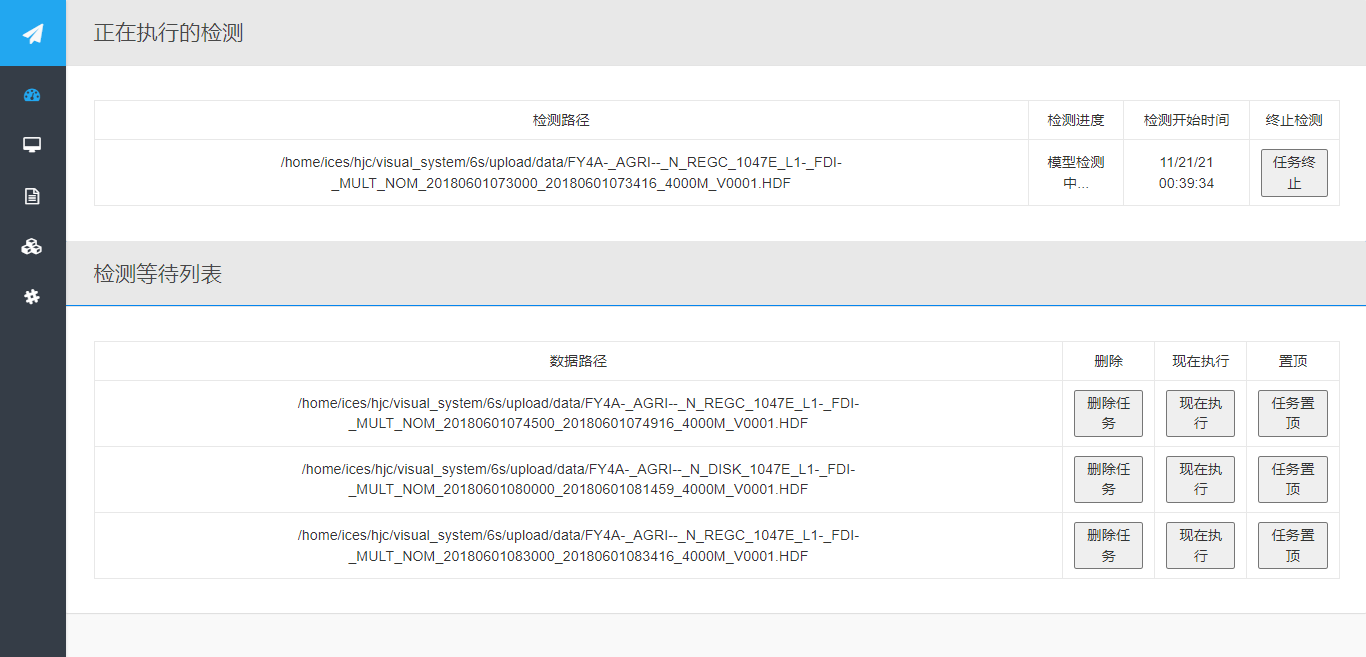 正在执行的检测
检测路径
检测进度
检测开始时间
终止检测
/home/ices/hjc/visual_system/6s/upload/data/FY4A-_AGRI--_N_REGC_1047E_L1-_FDI-
_MULT_NOM_20180601073000_20180601073416_4000M_V0001.HDF
模型检测
中...
11/21/21
00:39:34
任务终
止
检测等待列表
数据路径
删除
现在执行
置顶
/home/ices/hjc/visual_system/6s/upload/data/FY4A-_AGRI--_N_REGC_1047E_L1-_FDI-
_MULT_NOM_20180601074500_20180601074916_4000M_V0001.HDF
删除任
务
现在执
行
任务置
顶
/home/ices/hjc/visual_system/6s/upload/data/FY4A-_AGRI--_N_DISK_1047E_L1-_FDI-
_MULT_NOM_20180601080000_20180601081459_4000M_V0001.HDF
删除任
务
现在执
行
任务置
顶
/home/ices/hjc/visual_system/6s/upload/data/FY4A-_AGRI--_N_REGC_1047E_L1-_FDI-
_MULT_NOM_20180601083000_20180601083416_4000M_V0001.HDF
删除任
务
现在执
行
任务置
顶